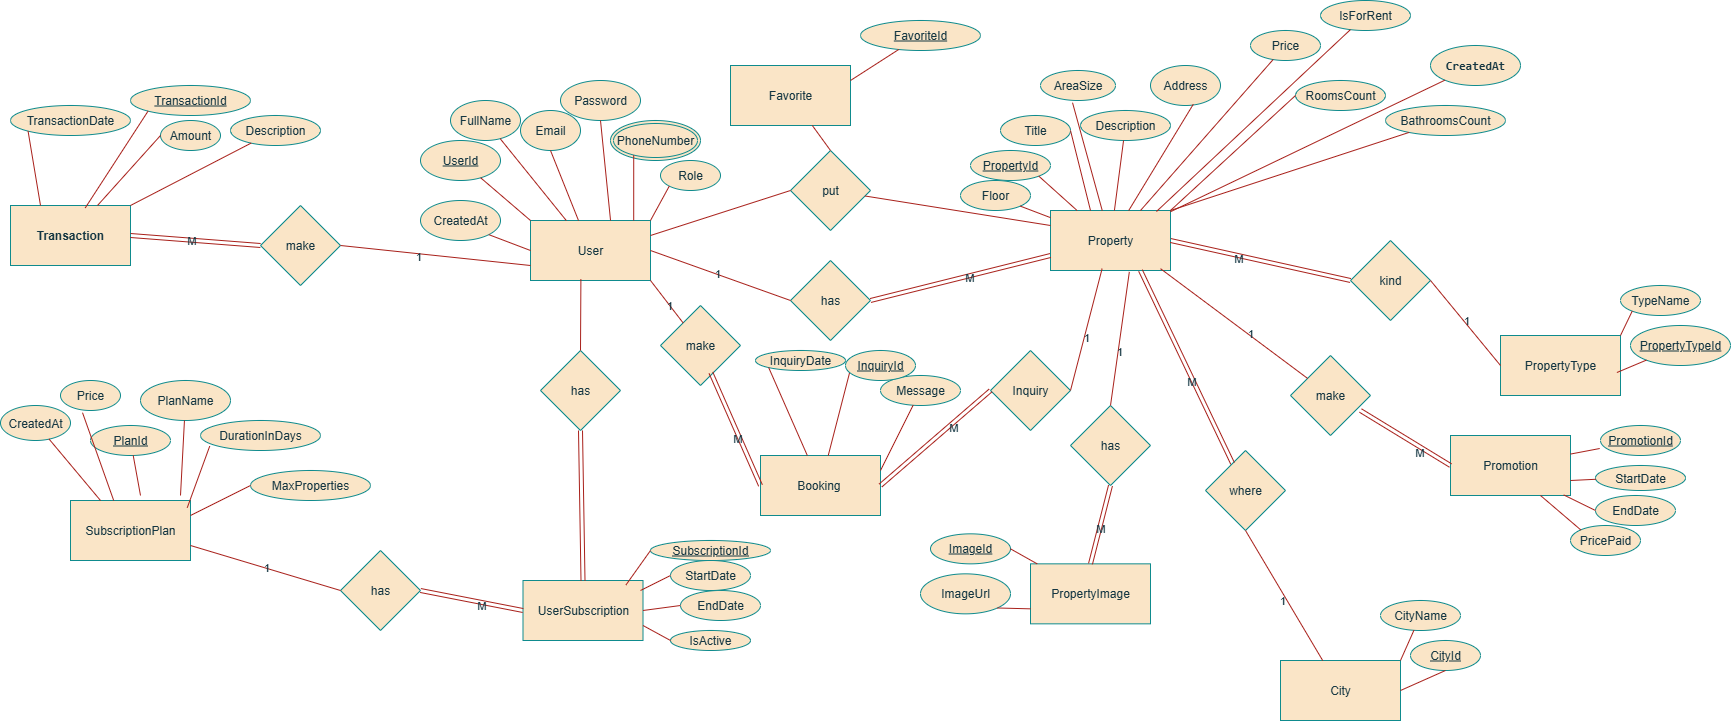 IsForRent
FavoriteId
Price
CreatedAt
AreaSize
Address
Favorite
RoomsCount
TransactionId
Password
FullName
TransactionDate
BathroomsCount
Description
Email
Title
Description
Amount
PhoneNumber
UserId
PropertyId
Role
put
Floor
CreatedAt
Transaction
M
make
1
User
Property
M
kind
1
has
M
TypeName
1
1
make
1
1
1
1
PropertyTypeId
InquiryDate
InquiryId
M
PropertyType
has
Message
Inquiry
make
Price
PlanName
CreatedAt
PlanId
DurationInDays
M
M
has
M
PromotionId
Promotion
StartDate
MaxProperties
Booking
where
EndDate
SubscriptionPlan
M
PricePaid
SubscriptionId
ImageId
1
StartDate
has
M
EndDate
UserSubscription
ImageUrl
PropertyImage
1
IsActive
CityName
CityId
City